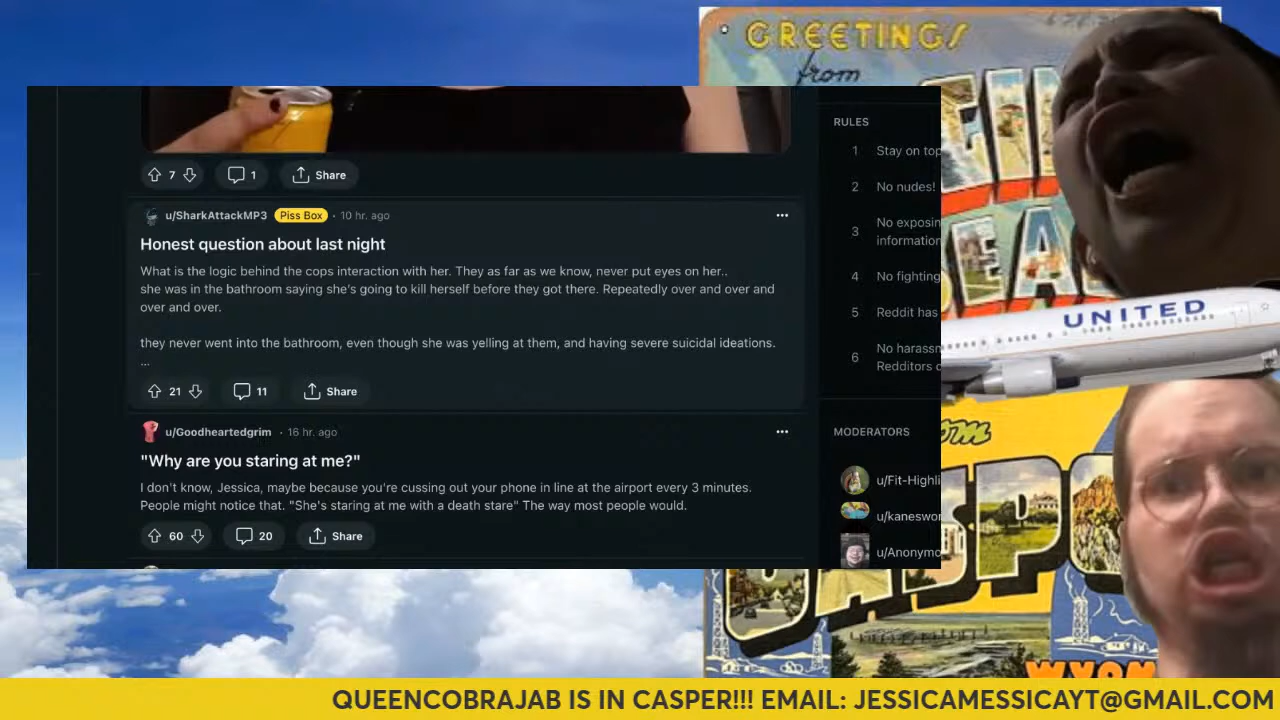 GREETINGS
from
RULES
1 Stay on top
2 No nudes!
3 No exposin
information
4 No fighting
5 Reddit has
6 No harassn
Redditors c
MODERATORS
u/Fit-Highli
u/kaneswor
u/Anonymo
7 1 Share
u/SharkAttackMP3 Piss Box · 10 hr. ago
Honest question about last night
What is the logic behind the cops interaction with her. They as far as we know, never put eyes on her..
she was in the bathroom saying she's going to kill herself before they got there. Repeatedly over and over and
over and over.
they never went into the bathroom, even though she was yelling at them, and having severe suicidal ideations.
...
21 11 Share
u/Goodheartedgrim · 16 hr. ago
"Why are you staring at me?"
I don't know, Jessica, maybe because you're cussing out your phone in line at the airport every 3 minutes.
People might notice that. "She's staring at me with a death stare" The way most people would.
60 20 Share
UNITED
om
ASP
WYOM
QUEENCOBRAJAB IS IN CASPER!!! EMAIL: JESSICAMESSICAYT@GMAIL.COM